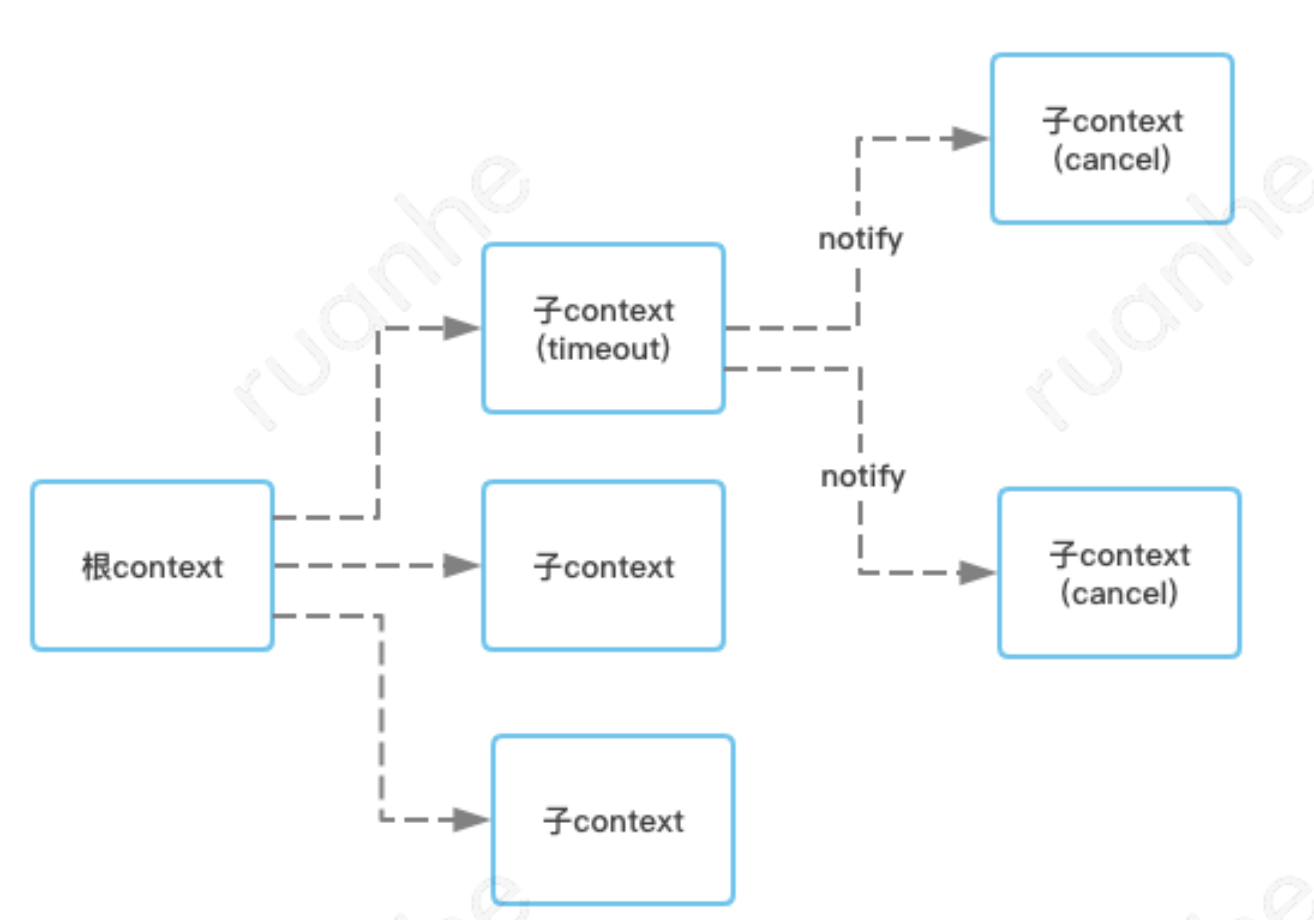 子context
(cancel)
notify
子context
(timeout)
notify
根context
子context
子context
(cancel)
子context
ruanhe
ruanhe